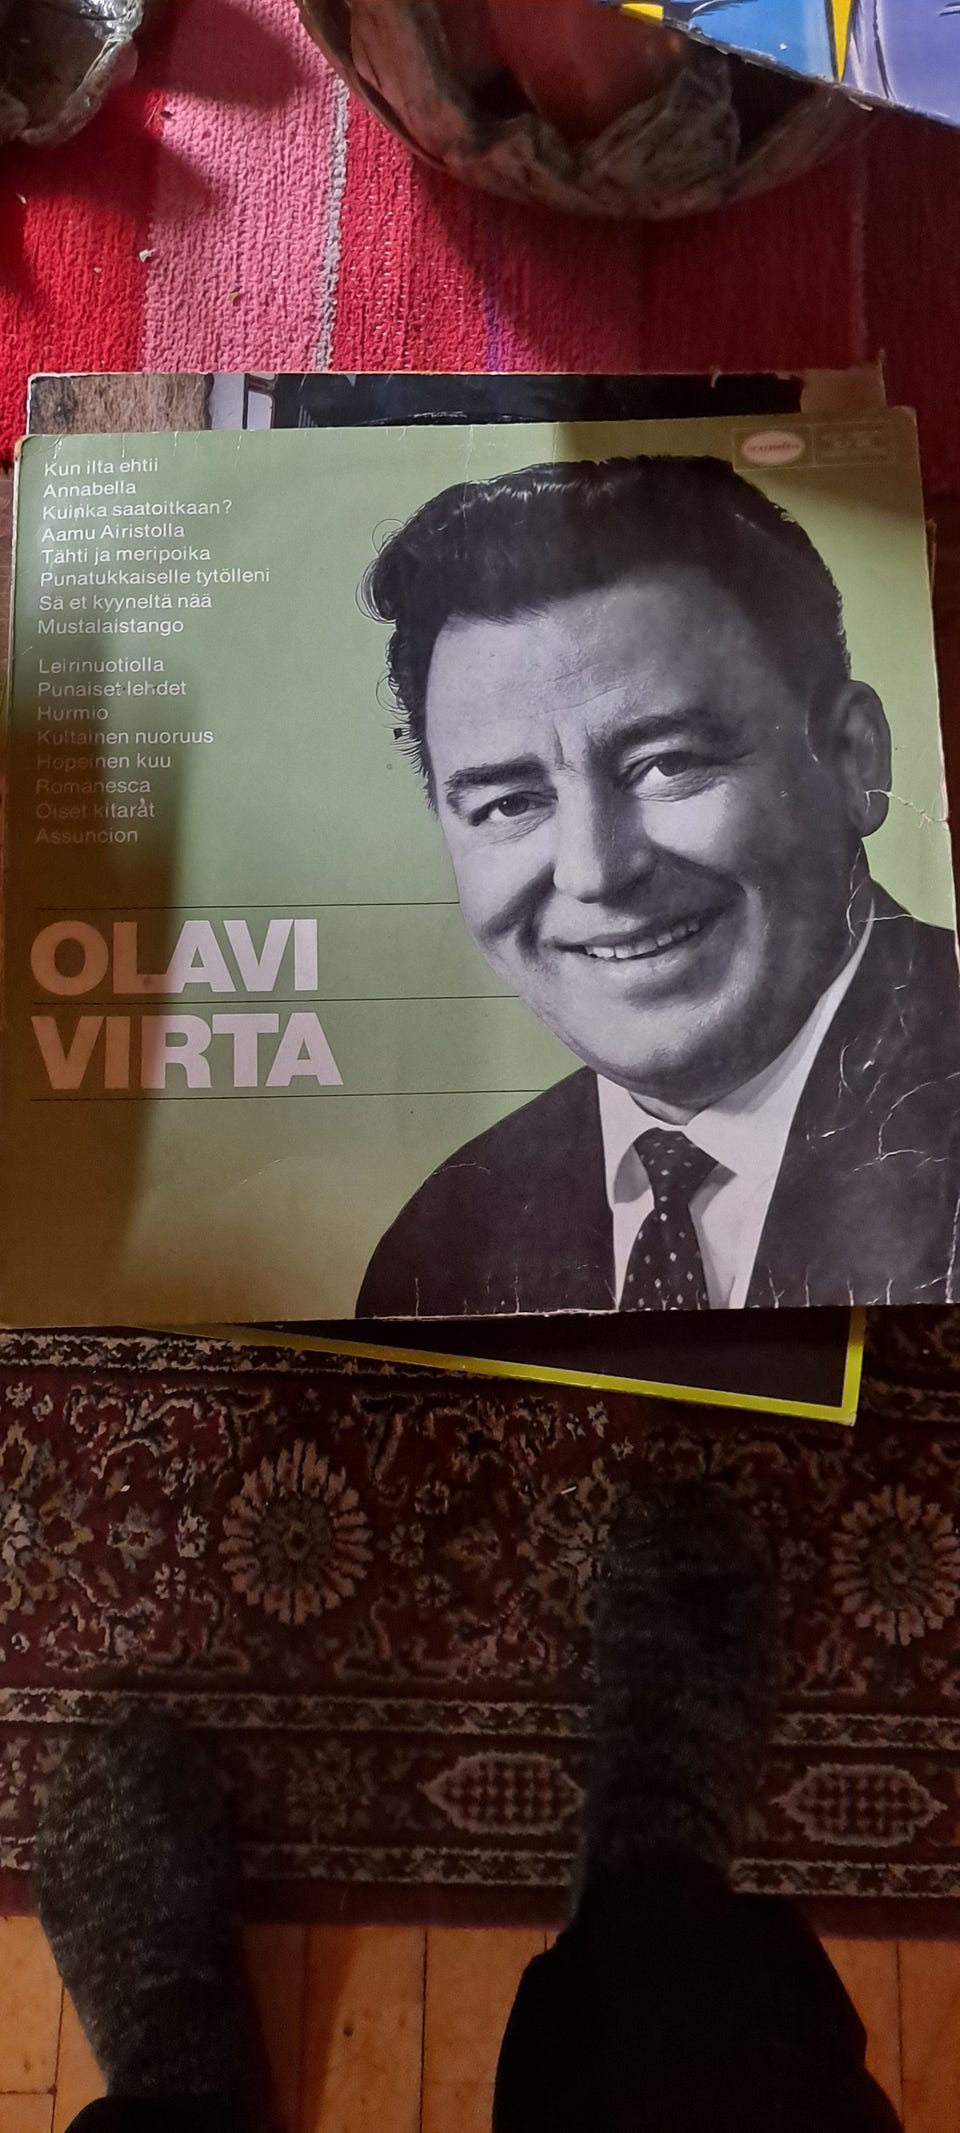 Kun ilta ehtii
Annabella
Kuinka saatoitkaan?
Aamu Airistolla
Tähti ja meripoika
Punatukkaiselle tytölleni
Sä et kyyneltä nää
Mustalaistango
Leirinuotiolla
Punaiset lehdet
Hurmio
Kultainen nuoruus
Hopeinen kuu
Romanesca
Öiset kitarat
Assuncion
OLAVI
VIRTA